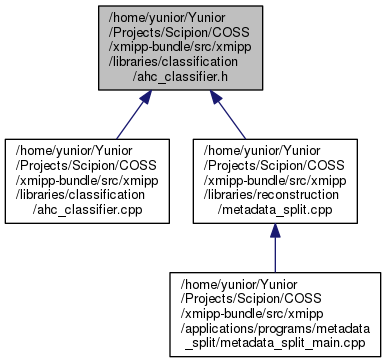 /home/yunior/Yunior
/Projects/Scipion/COSS
/xmipp-bundle/src/xmipp
/libraries/classification
/ahc_classifier.h
/home/yunior/Yunior
/Projects/Scipion/COSS
/xmipp-bundle/src/xmipp
/libraries/classification
/ahc_classifier.cpp
/home/yunior/Yunior
/Projects/Scipion/COSS
/xmipp-bundle/src/xmipp
/libraries/reconstruction
/metadata_split.cpp
/home/yunior/Yunior
/Projects/Scipion/COSS
/xmipp-bundle/src/xmipp
/applications/programs/metadata
_split/metadata_split_main.cpp